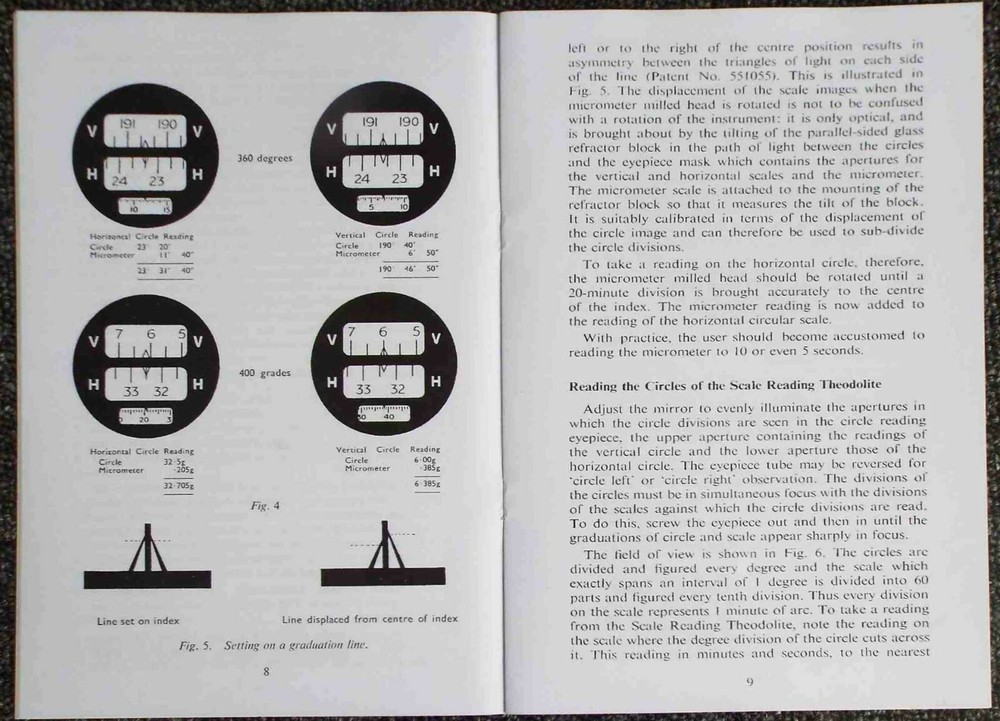 V 191 190 V
H 24 23 H
10 15
360 degrees
V 191 190 V
H 24 23 H
5 10
Horizontal Circle Reading
Circle 23° 20′
Micrometer 11′ 40″
23° 31′ 40″
Vertical Circle Reading
Circle 190° 40′
Micrometer 6′ 50″
190° 46′ 50″
V 7 6 5 V
H 33 32 H
20 3
400 grades
V 7 6 5 V
H 33 32 H
30 40
Horizontal Circle Reading
Circle 32·5g
Micrometer ·205g
32·705g
Vertical Circle Reading
Circle 6·00g
Micrometer ·385g
6·385g
Fig. 4
Line set on index
Line displaced from centre of index
Fig. 5. Setting on a graduation line.
8
left or to the right of the centre position results in
asymmetry between the triangles of light on each side
of the line (Patent No. 551055). This is illustrated in
Fig. 5. The displacement of the scale images when the
micrometer milled head is rotated is not to be confused
with a rotation of the instrument: it is only optical, and
is brought about by the tilting of the parallel-sided glass
refractor block in the path of light between the circles
and the eyepiece mask which contains the apertures for
the vertical and horizontal scales and the micrometer.
The micrometer scale is attached to the mounting of the
refractor block so that it measures the tilt of the block.
It is suitably calibrated in terms of the displacement of
the circle image and can therefore be used to sub-divide
the circle divisions.
To take a reading on the horizontal circle, therefore,
the micrometer milled head should be rotated until a
20-minute division is brought accurately to the centre
of the index. The micrometer reading is now added to
the reading of the horizontal circular scale.
With practice, the user should become accustomed to
reading the micrometer to 10 or even 5 seconds.
Reading the Circles of the Scale Reading Theodolite
Adjust the mirror to evenly illuminate the apertures in
which the circle divisions are seen in the circle reading
eyepiece, the upper aperture containing the readings of
the vertical circle and the lower aperture those of the
horizontal circle. The eyepiece tube may be reversed for
'circle left' or 'circle right' observation. The divisions of
the circles must be in simultaneous focus with the divisions
of the scales against which the circle divisions are read.
To do this, screw the eyepiece out and then in until the
graduations of circle and scale appear sharply in focus.
The field of view is shown in Fig. 6. The circles are
divided and figured every degree and the scale which
exactly spans an interval of 1 degree is divided into 60
parts and figured every tenth division. Thus every division
on the scale represents 1 minute of arc. To take a reading
from the Scale Reading Theodolite, note the reading on
the scale where the degree division of the circle cuts across
it. This reading in minutes and seconds, to the nearest
9